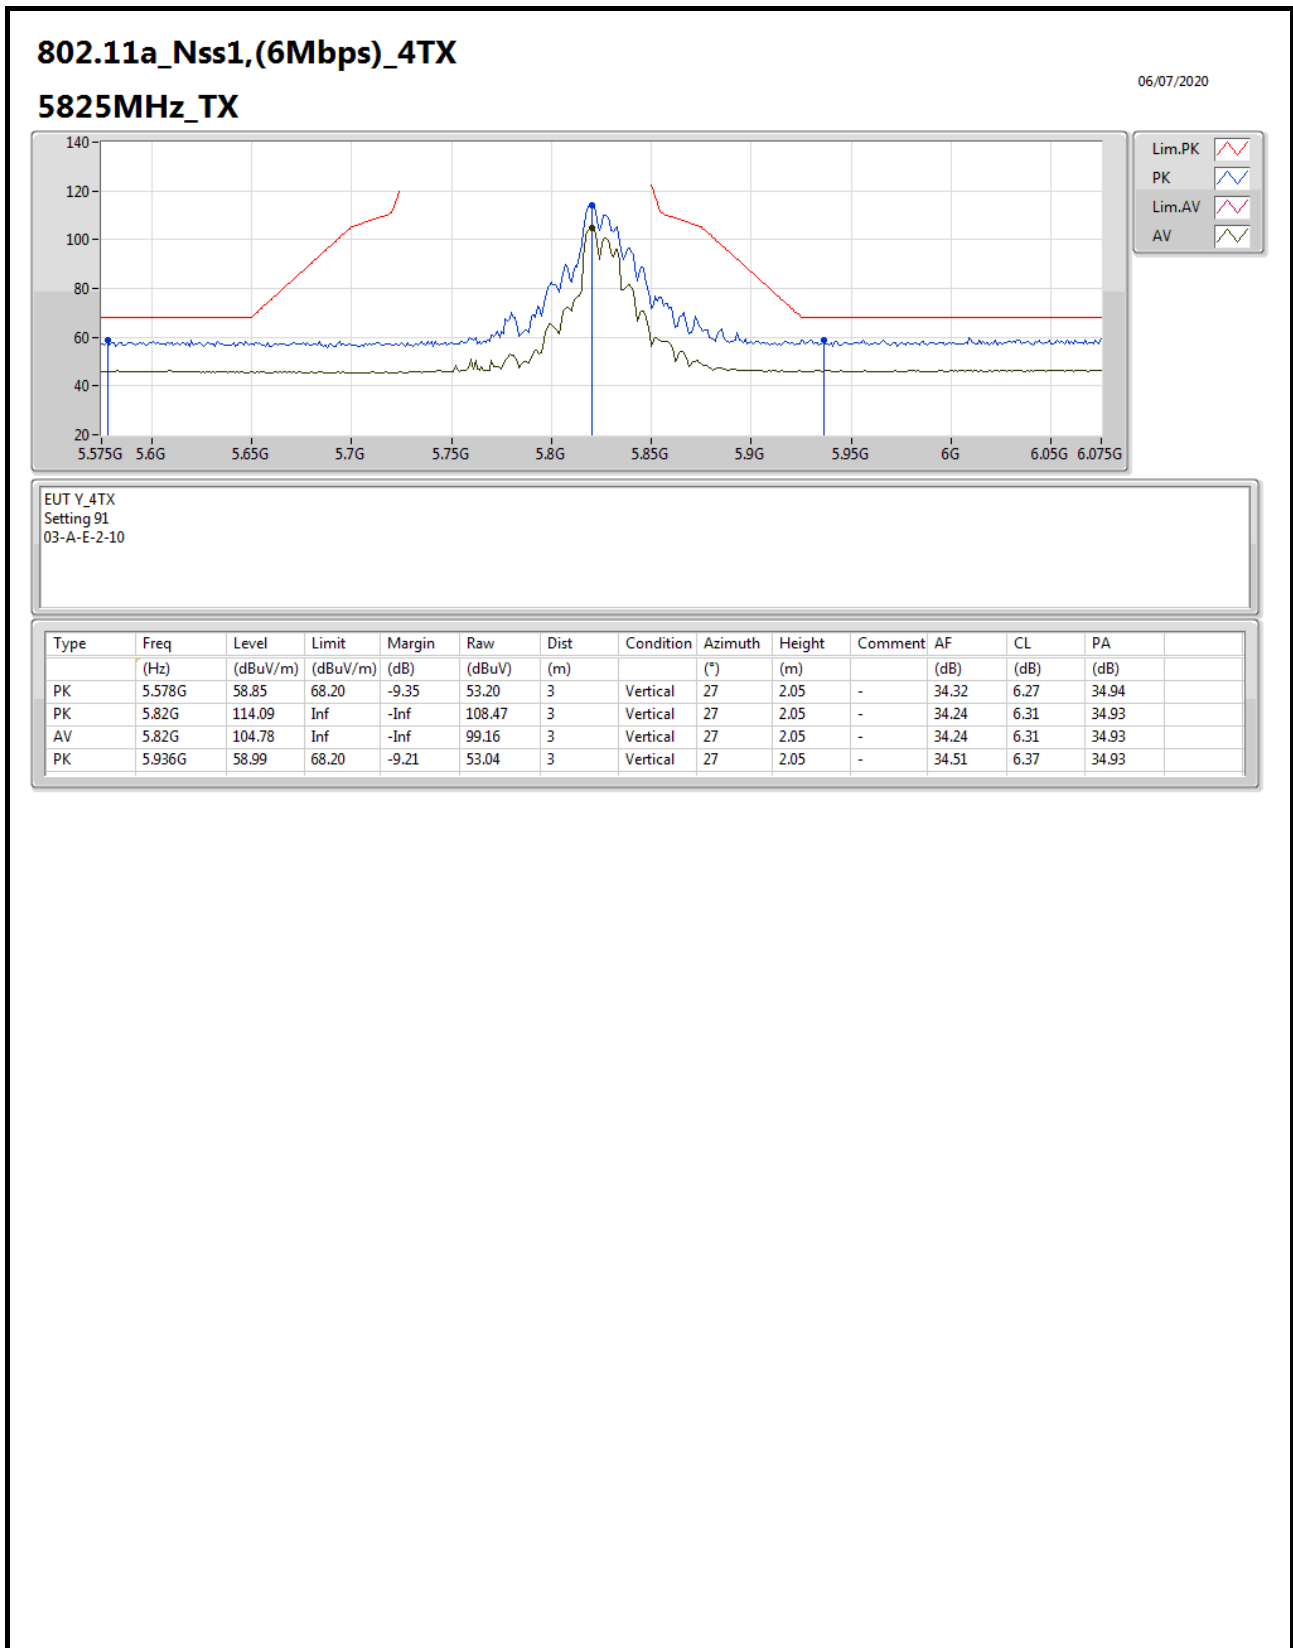 802.11a_Nss1,(6Mbps)_4TX
06/07/2020
5825MHz_TX
140
120
100
80
60
40
20
5.575G 5.6G 5.65G 5.7G 5.75G 5.8G 5.85G 5.9G 5.95G 6G 6.05G 6.075G
Lim.PK
PK
Lim.AV
AV
EUT Y_4TX
Setting 91
03-A-E-2-10
Type Freq Level Limit Margin Raw Dist Condition Azimuth Height Comment AF CL PA
(Hz) (dBuV/m) (dBuV/m) (dB) (dBuV) (m) (°) (m) (dB) (dB) (dB)
PK 5.578G 58.85 68.20 -9.35 53.20 3 Vertical 27 2.05 - 34.32 6.27 34.94
PK 5.82G 114.09 Inf -Inf 108.47 3 Vertical 27 2.05 - 34.24 6.31 34.93
AV 5.82G 104.78 Inf -Inf 99.16 3 Vertical 27 2.05 - 34.24 6.31 34.93
PK 5.936G 58.99 68.20 -9.21 53.04 3 Vertical 27 2.05 - 34.51 6.37 34.93